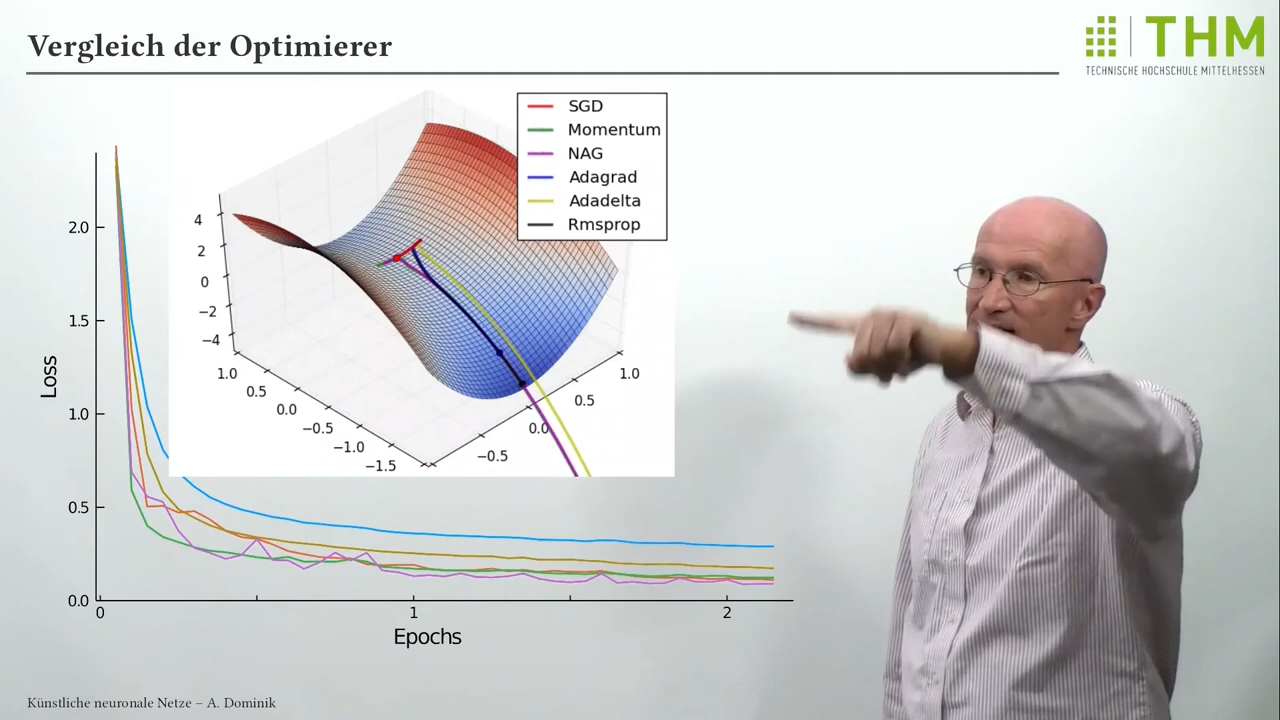 Vergleich der Optimierer
THM
TECHNISCHE HOCHSCHULE MITTELHESSEN
SGD
Momentum
NAG
Adagrad
Adadelta
Rmsprop
4
2
0
−2
−4
1.0
0.5
0.0
−0.5
−1.0
−1.5
−0.5
0.0
0.5
1.0
2.0
1.5
1.0
0.5
0.0
Loss
0
1
2
Epochs
Künstliche neuronale Netze – A. Dominik